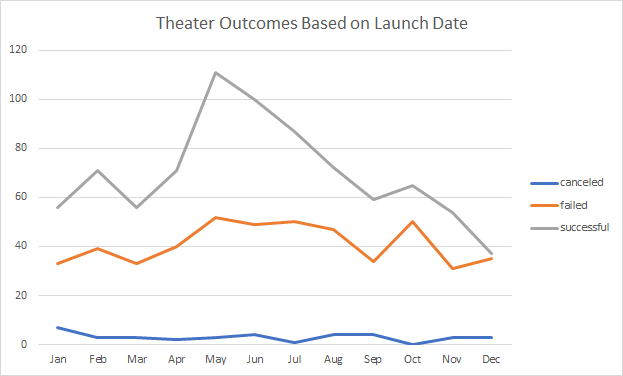 Theater Outcomes Based on Launch Date
120
100
80
60
40
20
0
Jan Feb Mar Apr May Jun Jul Aug Sep Oct Nov Dec
canceled
failed
successful